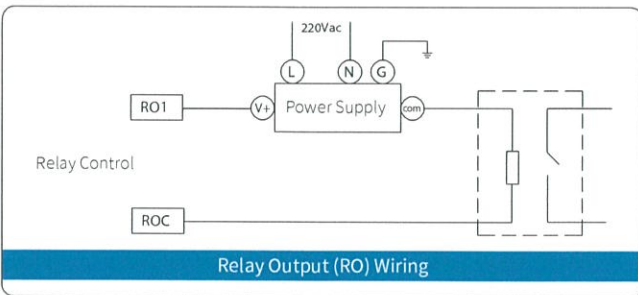 220Vac
L N G
RO1 V+ Power Supply com
Relay Control
ROC
Relay Output (RO) Wiring